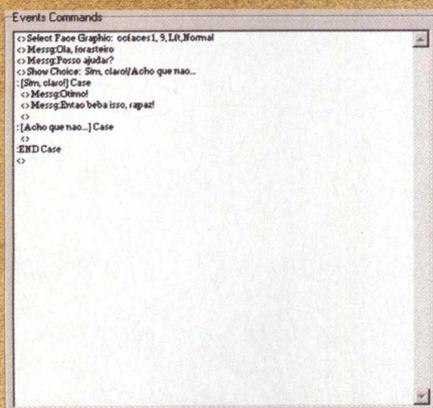 Events Commands
<>Select Face Graphic: ocfaces1, 9, Lft,Normal
<>Messg:Ola, forasteiro
<>Messg:Posso ajudar?
<>Show Choice: Sim, claro!/Acho que nao...
:[Sim, claro!] Case
<>Messg:Otimo!
<>Messg:Entao beba isso, rapaz!
<>
:[Acho que nao...] Case
<>
:END Case
<>